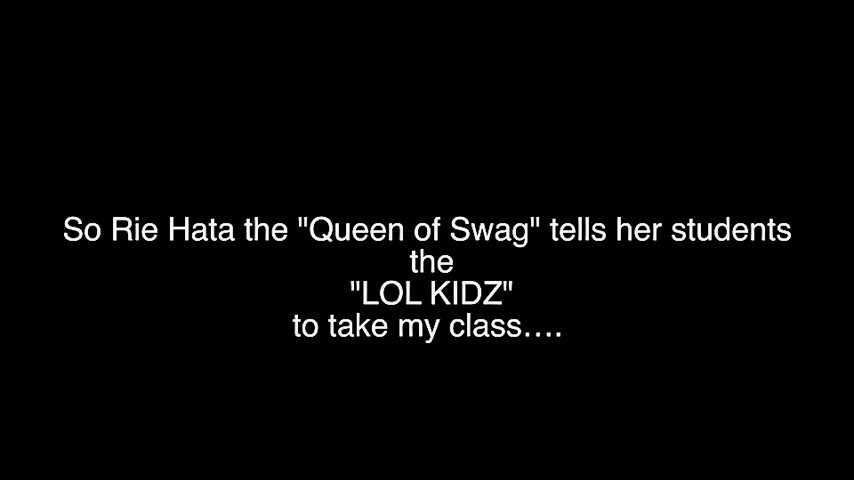 So Rie Hata the "Queen of Swag" tells her students
the
"LOL KIDZ"
to take my class….